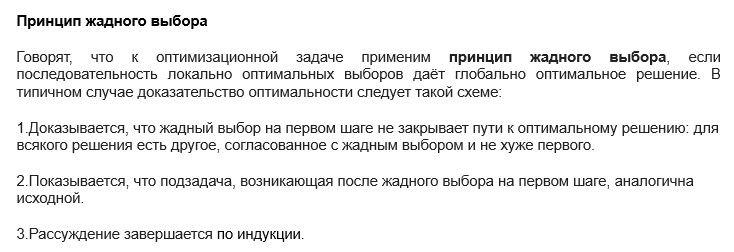 Принцип жадного выбора
Говорят, что к оптимизационной задаче применим принцип жадного выбора, если
последовательность локально оптимальных выборов даёт глобально оптимальное решение. В
типичном случае доказательство оптимальности следует такой схеме:
1.Доказывается, что жадный выбор на первом шаге не закрывает пути к оптимальному решению: для
всякого решения есть другое, согласованное с жадным выбором и не хуже первого.
2.Показывается, что подзадача, возникающая после жадного выбора на первом шаге, аналогична
исходной.
3.Рассуждение завершается по индукции.